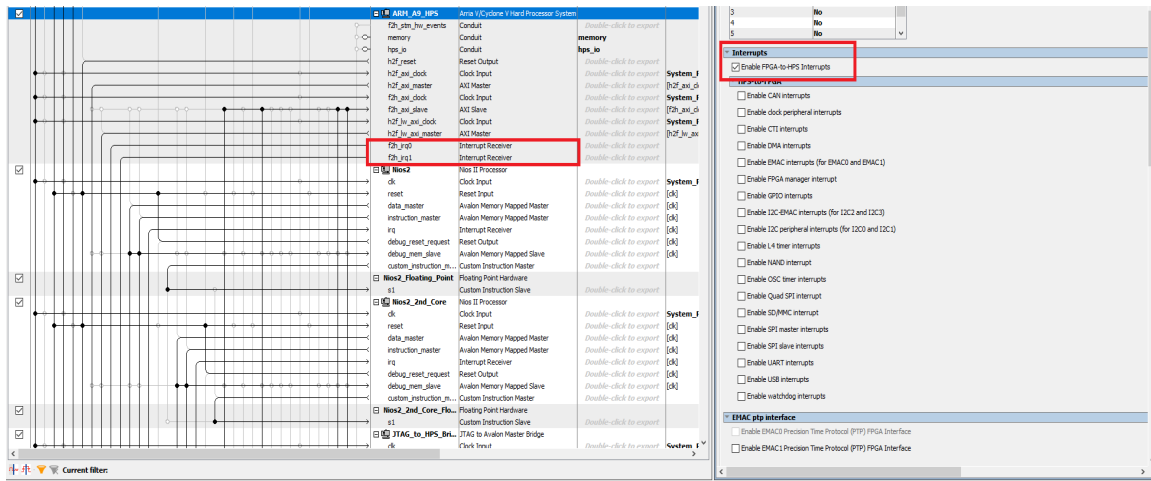 ARM_A9_HPS Arria V/Cyclone V Hard Processor System
f2h_stm_hw_events Conduit Double-click to export
memory Conduit memory
hps_io Conduit hps_io
h2f_reset Reset Output Double-click to export
h2f_axi_clock Clock Input Double-click to export System_
h2f_axi_master AXI Master Double-click to export [h2f_axi_
f2h_axi_clock Clock Input Double-click to export System_
f2h_axi_slave AXI Slave Double-click to export [f2h_axi_
h2f_lw_axi_clock Clock Input Double-click to export System_
h2f_lw_axi_master AXI Master Double-click to export [h2f_lw_ax
f2h_irq0 Interrupt Receiver Double-click to export
f2h_irq1 Interrupt Receiver Double-click to export
Nios2 Nios II Processor
clk Clock Input Double-click to export System_
reset Reset Input Double-click to export [clk]
data_master Avalon Memory Mapped Master Double-click to export [clk]
instruction_master Avalon Memory Mapped Master Double-click to export [clk]
irq Interrupt Receiver Double-click to export [clk]
debug_reset_request Reset Output Double-click to export [clk]
debug_mem_slave Avalon Memory Mapped Slave Double-click to export [clk]
custom_instruction_m... Custom Instruction Master Double-click to export
Nios2_Floating_Point Floating Point Hardware
s1 Custom Instruction Slave Double-click to export
Nios2_2nd_Core Nios II Processor
clk Clock Input Double-click to export System_
reset Reset Input Double-click to export [clk]
data_master Avalon Memory Mapped Master Double-click to export [clk]
instruction_master Avalon Memory Mapped Master Double-click to export [clk]
irq Interrupt Receiver Double-click to export [clk]
debug_reset_request Reset Output Double-click to export [clk]
debug_mem_slave Avalon Memory Mapped Slave Double-click to export [clk]
custom_instruction_m... Custom Instruction Master Double-click to export
Nios2_2nd_Core_Flo... Floating Point Hardware
s1 Custom Instruction Slave Double-click to export
JTAG_to_HPS_Bri... JTAG to Avalon Master Bridge
clk Clock Input Double-click to export System_
Current filter:
3 No
4 No
5 No
Interrupts
Enable FPGA-to-HPS Interrupts
HPS-to-FPGA
Enable CAN interrupts
Enable clock peripheral interrupts
Enable CTI interrupts
Enable DMA interrupts
Enable EMAC interrupts (for EMAC0 and EMAC1)
Enable FPGA manager interrupt
Enable GPIO interrupts
Enable I2C-EMAC interrupts (for I2C2 and I2C3)
Enable I2C peripheral interrupts (for I2C0 and I2C1)
Enable L4 timer interrupts
Enable NAND interrupt
Enable OSC timer interrupts
Enable Quad SPI interrupt
Enable SD/MMC interrupt
Enable SPI master interrupts
Enable SPI slave interrupts
Enable UART interrupts
Enable USB interrupts
Enable watchdog interrupts
EMAC ptp interface
Enable EMAC0 Precision Time Protocol (PTP) FPGA Interface
Enable EMAC1 Precision Time Protocol (PTP) FPGA Interface